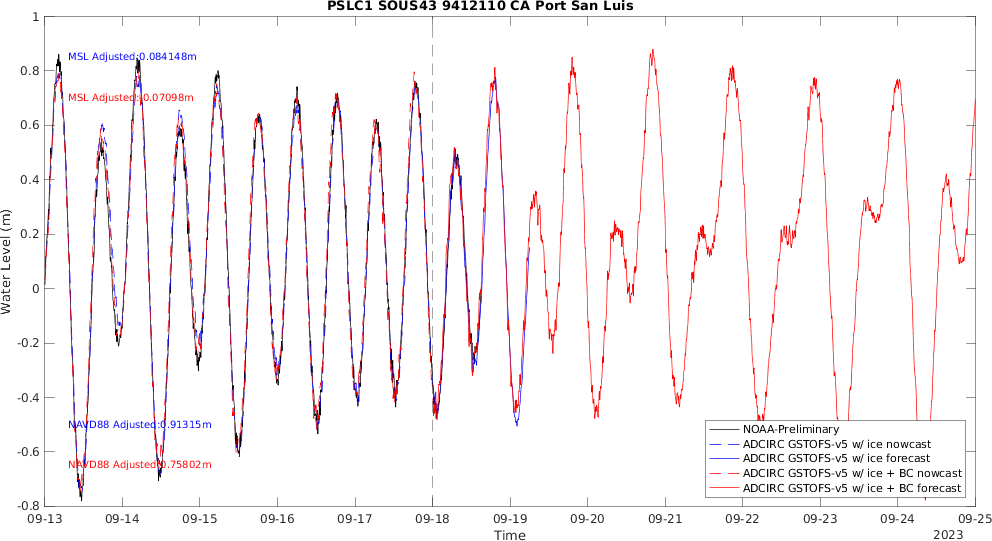 PSLC1 SOUS43 9412110 CA Port San Luis
1
0.8
0.6
0.4
0.2
0
-0.2
-0.4
-0.6
-0.8
Water Level (m)
MSL Adjusted:0.084148m
MSL Adjusted:-0.07098m
NAVD88 Adjusted:0.91315m
NAVD88 Adjusted:0.75802m
NOAA-Preliminary
ADCIRC GSTOFS-v5 w/ ice nowcast
ADCIRC GSTOFS-v5 w/ ice forecast
ADCIRC GSTOFS-v5 w/ ice + BC nowcast
ADCIRC GSTOFS-v5 w/ ice + BC forecast
09-13 09-14 09-15 09-16 09-17 09-18 09-19 09-20 09-21 09-22 09-23 09-24 09-25
Time
2023